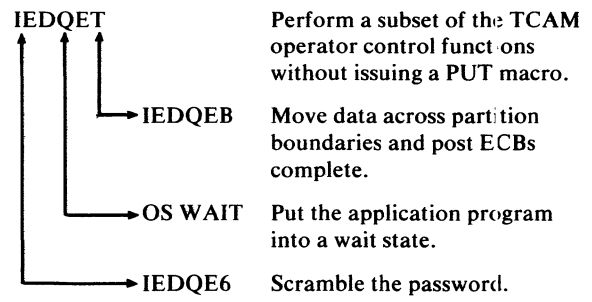 IEDQET Perform a subset of the TCAM
operator control functions
without issuing a PUT macro.
IEDQEB Move data across partition
boundaries and post ECBs
complete.
OS WAIT Put the application program
into a wait state.
IEDQE6 Scramble the password.